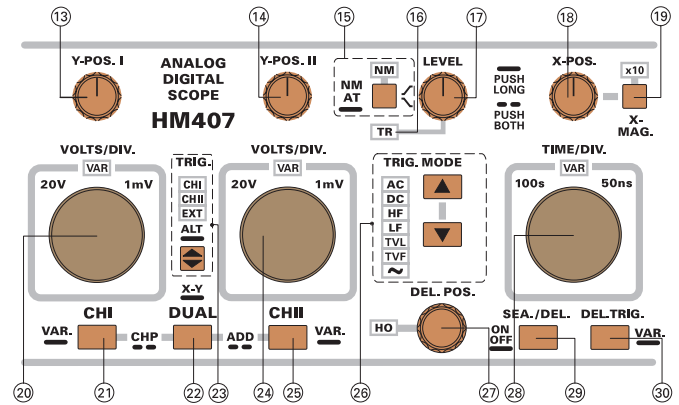 13 14 15 16 17 18 19
Y-POS. I
ANALOG
DIGITAL
SCOPE
HM407
Y-POS. II
NM
AT
NM
LEVEL
TR
PUSH
LONG
PUSH
BOTH
X-POS.
x10
X-
MAG.
VOLTS/DIV.
VAR
20V 1mV
TRIG.
CHI
CHII
EXT
ALT
VOLTS/DIV.
VAR
20V 1mV
TRIG. MODE
AC
DC
HF
LF
TVL
TVF
~
TIME/DIV.
VAR
100s 50ns
X-Y
CHI
DUAL
CHII
VAR.
CHP
ADD
VAR.
DEL. POS.
HO
ON
OFF
SEA./DEL.
DEL.TRIG.
VAR.
20 21 22 23 24 25 26 27 28 29 30